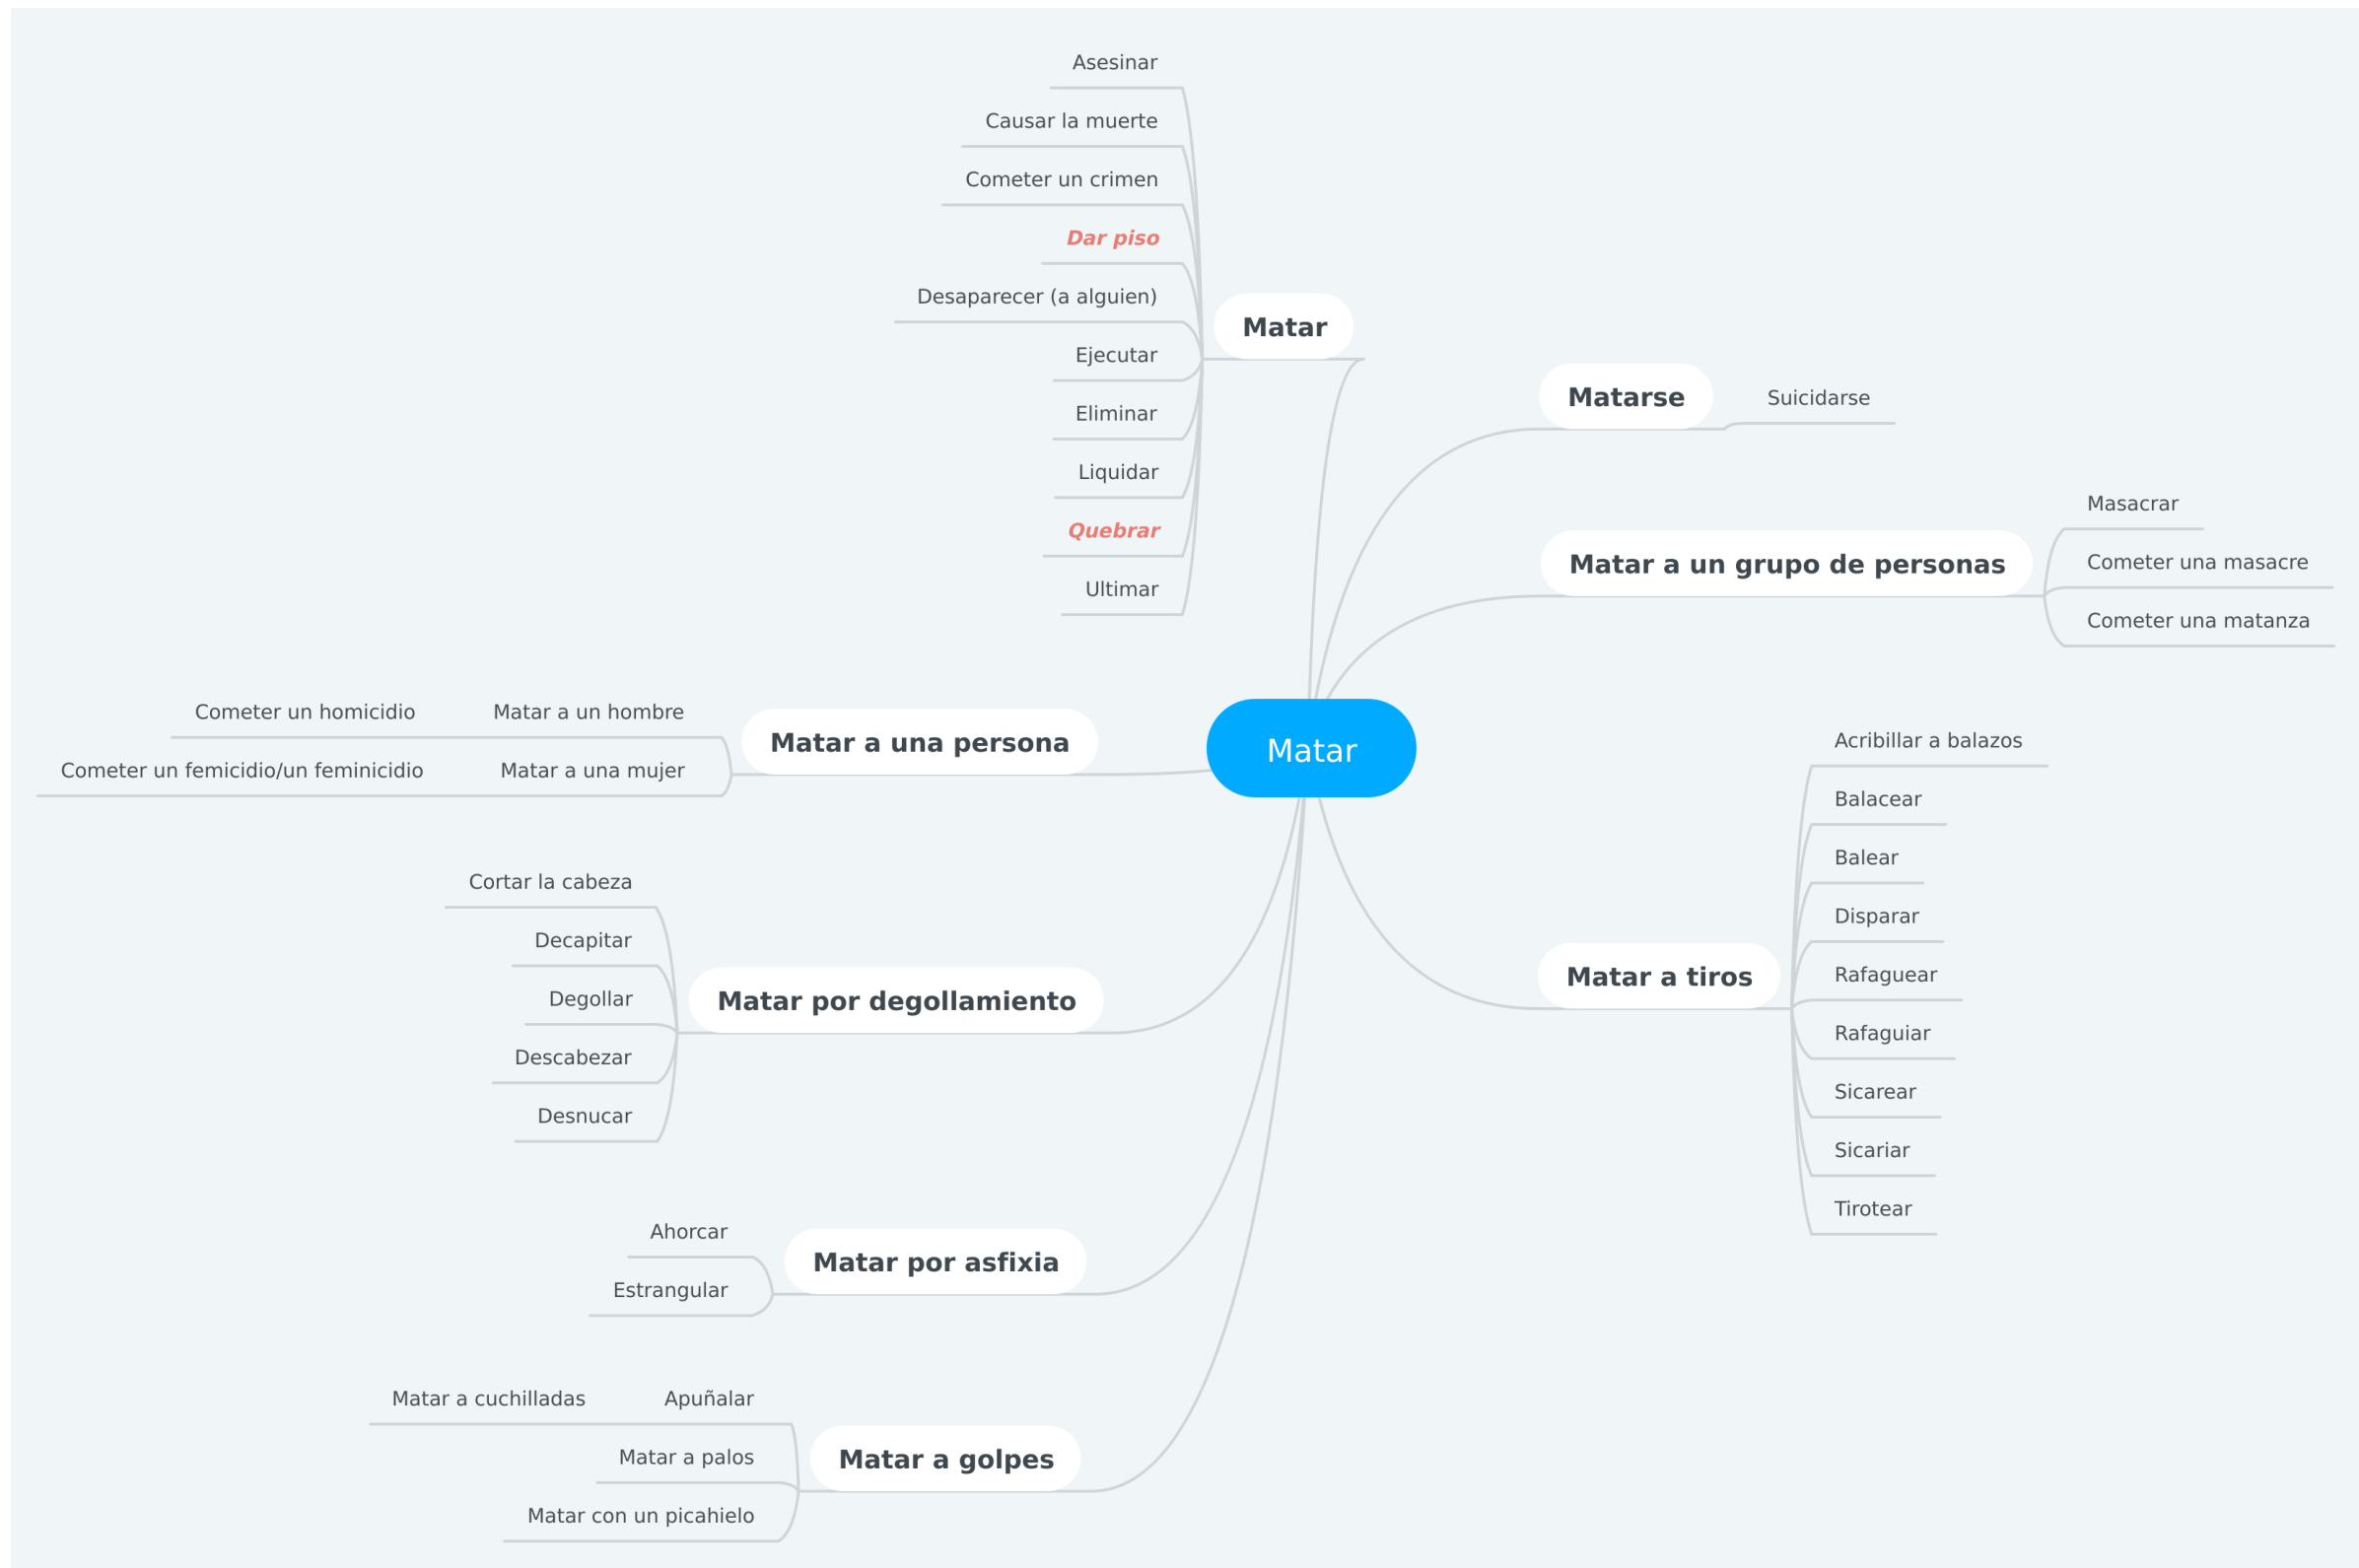 Asesinar
Causar la muerte
Cometer un crimen
Dar piso
Desaparecer (a alguien)
Ejecutar
Eliminar
Liquidar
Quebrar
Ultimar
Matar
Matarse
Suicidarse
Matar a un grupo de personas
Masacrar
Cometer una masacre
Cometer una matanza
Matar
Matar a una persona
Matar a un hombre
Cometer un homicidio
Matar a una mujer
Cometer un femicidio/un feminicidio
Matar a tiros
Acribillar a balazos
Balacear
Balear
Disparar
Rafaguear
Rafaguiar
Sicarear
Sicariar
Tirotear
Matar por degollamiento
Cortar la cabeza
Decapitar
Degollar
Descabezar
Desnucar
Matar por asfixia
Ahorcar
Estrangular
Matar a golpes
Apuñalar
Matar a cuchilladas
Matar a palos
Matar con un picahielo